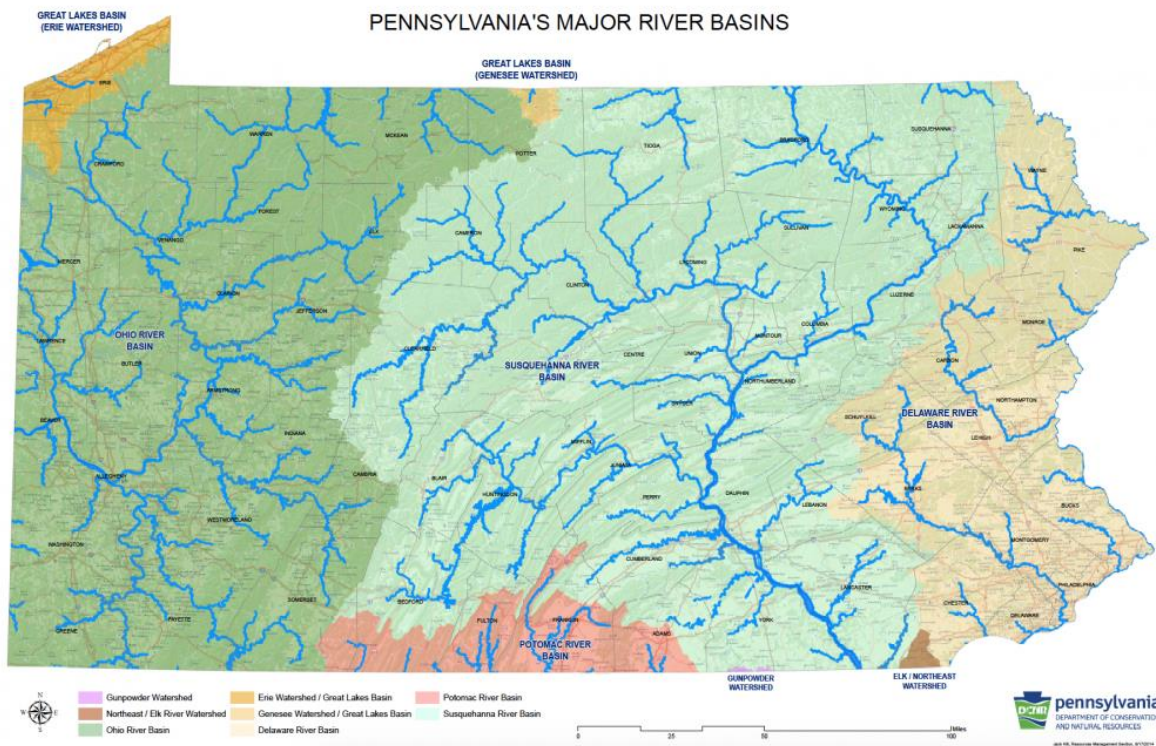 PENNSYLVANIA'S MAJOR RIVER BASINS
GREAT LAKES BASIN
(ERIE WATERSHED)
GREAT LAKES BASIN
(GENESEE WATERSHED)
ERIE
CRAWFORD
WARREN
MCKEAN
POTTER
TIOGA
BRADFORD
SUSQUEHANNA
WAYNE
FOREST
VENANGO
ELK
CAMERON
SULLIVAN
WYOMING
LACKAWANNA
PIKE
MERCER
CLARION
JEFFERSON
CLINTON
LYCOMING
LUZERNE
MONROE
LAWRENCE
OHIO RIVER
BASIN
BUTLER
CLEARFIELD
CENTRE
UNION
MONTOUR
COLUMBIA
CARBON
SUSQUEHANNA RIVER
BASIN
NORTHUMBERLAND
SNYDER
ARMSTRONG
NORTHAMPTON
BEAVER
INDIANA
SCHUYLKILL
DELAWARE RIVER
BASIN
LEHIGH
MIFFLIN
JUNIATA
ALLEGHENY
CAMBRIA
BLAIR
HUNTINGDON
PERRY
DAUPHIN
LEBANON
BERKS
BUCKS
WESTMORELAND
WASHINGTON
CUMBERLAND
MONTGOMERY
LANCASTER
PHILADELPHIA
SOMERSET
BEDFORD
CHESTER
DELAWARE
GREENE
FAYETTE
FULTON
FRANKLIN
ADAMS
YORK
POTOMAC RIVER
BASIN
GUNPOWDER
WATERSHED
ELK / NORTHEAST
WATERSHED
N
W E
S
Gunpowder Watershed
Northeast / Elk River Watershed
Ohio River Basin
Erie Watershed / Great Lakes Basin
Genesee Watershed / Great Lakes Basin
Delaware River Basin
Potomac River Basin
Susquehanna River Basin
Miles
0 25 50 100
DCNR
pennsylvania
DEPARTMENT OF CONSERVATION
AND NATURAL RESOURCES